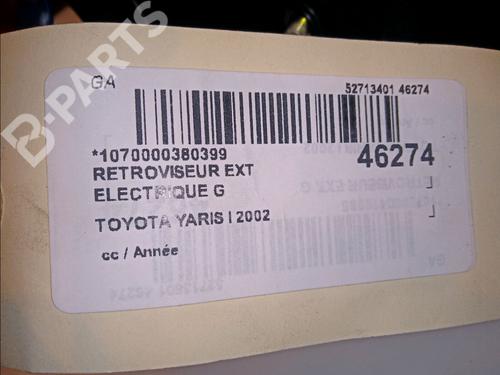 B-PARTS
GA
52713401 46274
*1070000380399
46274
RETROVISEUR EXT
ELECTRIQUE G
TOYOTA YARIS I 2002
cc / Année